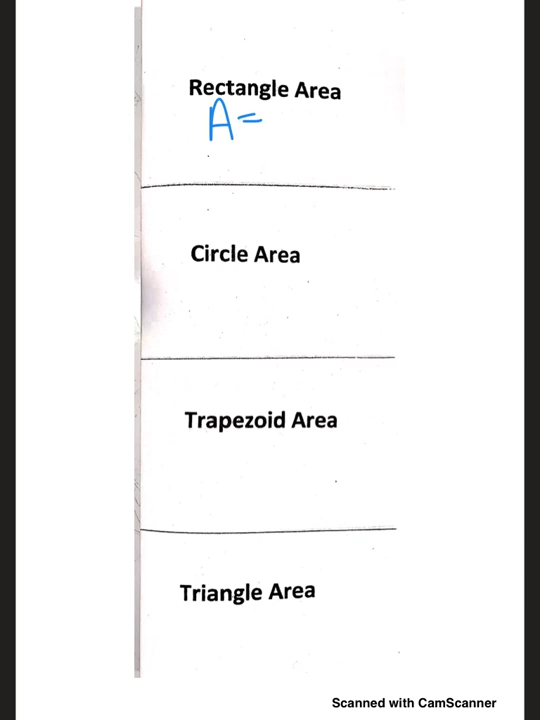 Rectangle Area
A=
Circle Area
Trapezoid Area
Triangle Area
Scanned with CamScanner